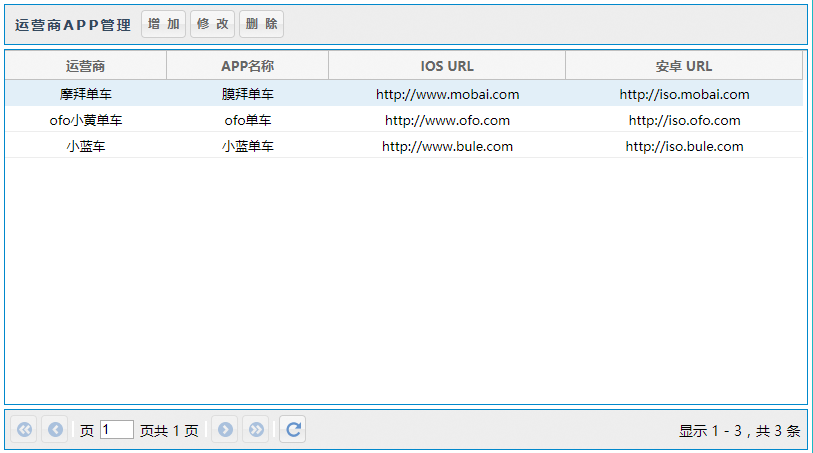 运营商APP管理 增 加 修 改 删 除
运营商 APP名称 IOS URL 安卓 URL
摩拜单车 膜拜单车 http://www.mobai.com http://iso.mobai.com
ofo小黄单车 ofo单车 http://www.ofo.com http://iso.ofo.com
小蓝车 小蓝单车 http://www.bule.com http://iso.bule.com
页 1 页共 1 页 显示 1 - 3，共 3 条